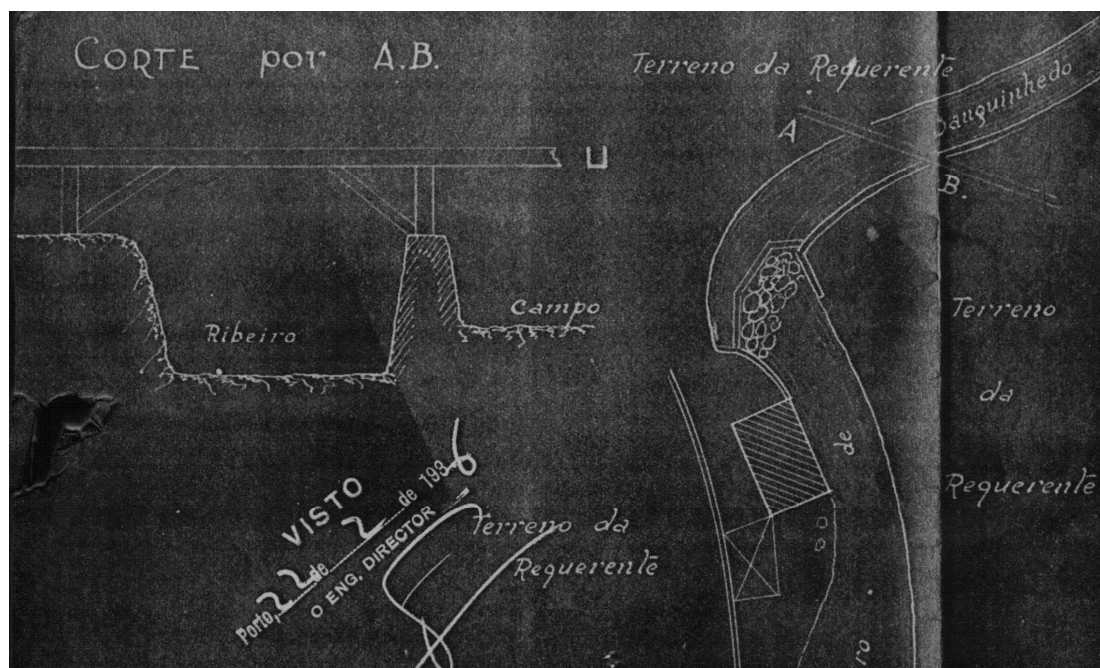 CORTE por A.B.
U
Ribeiro
Campo
VISTO
Porto, 22 de 2 de 1936
O ENG. DIRECTOR
Terreno da
Requerente
Terreno da Requerente
A
B.
Terreno
da
Requerente
de
ro